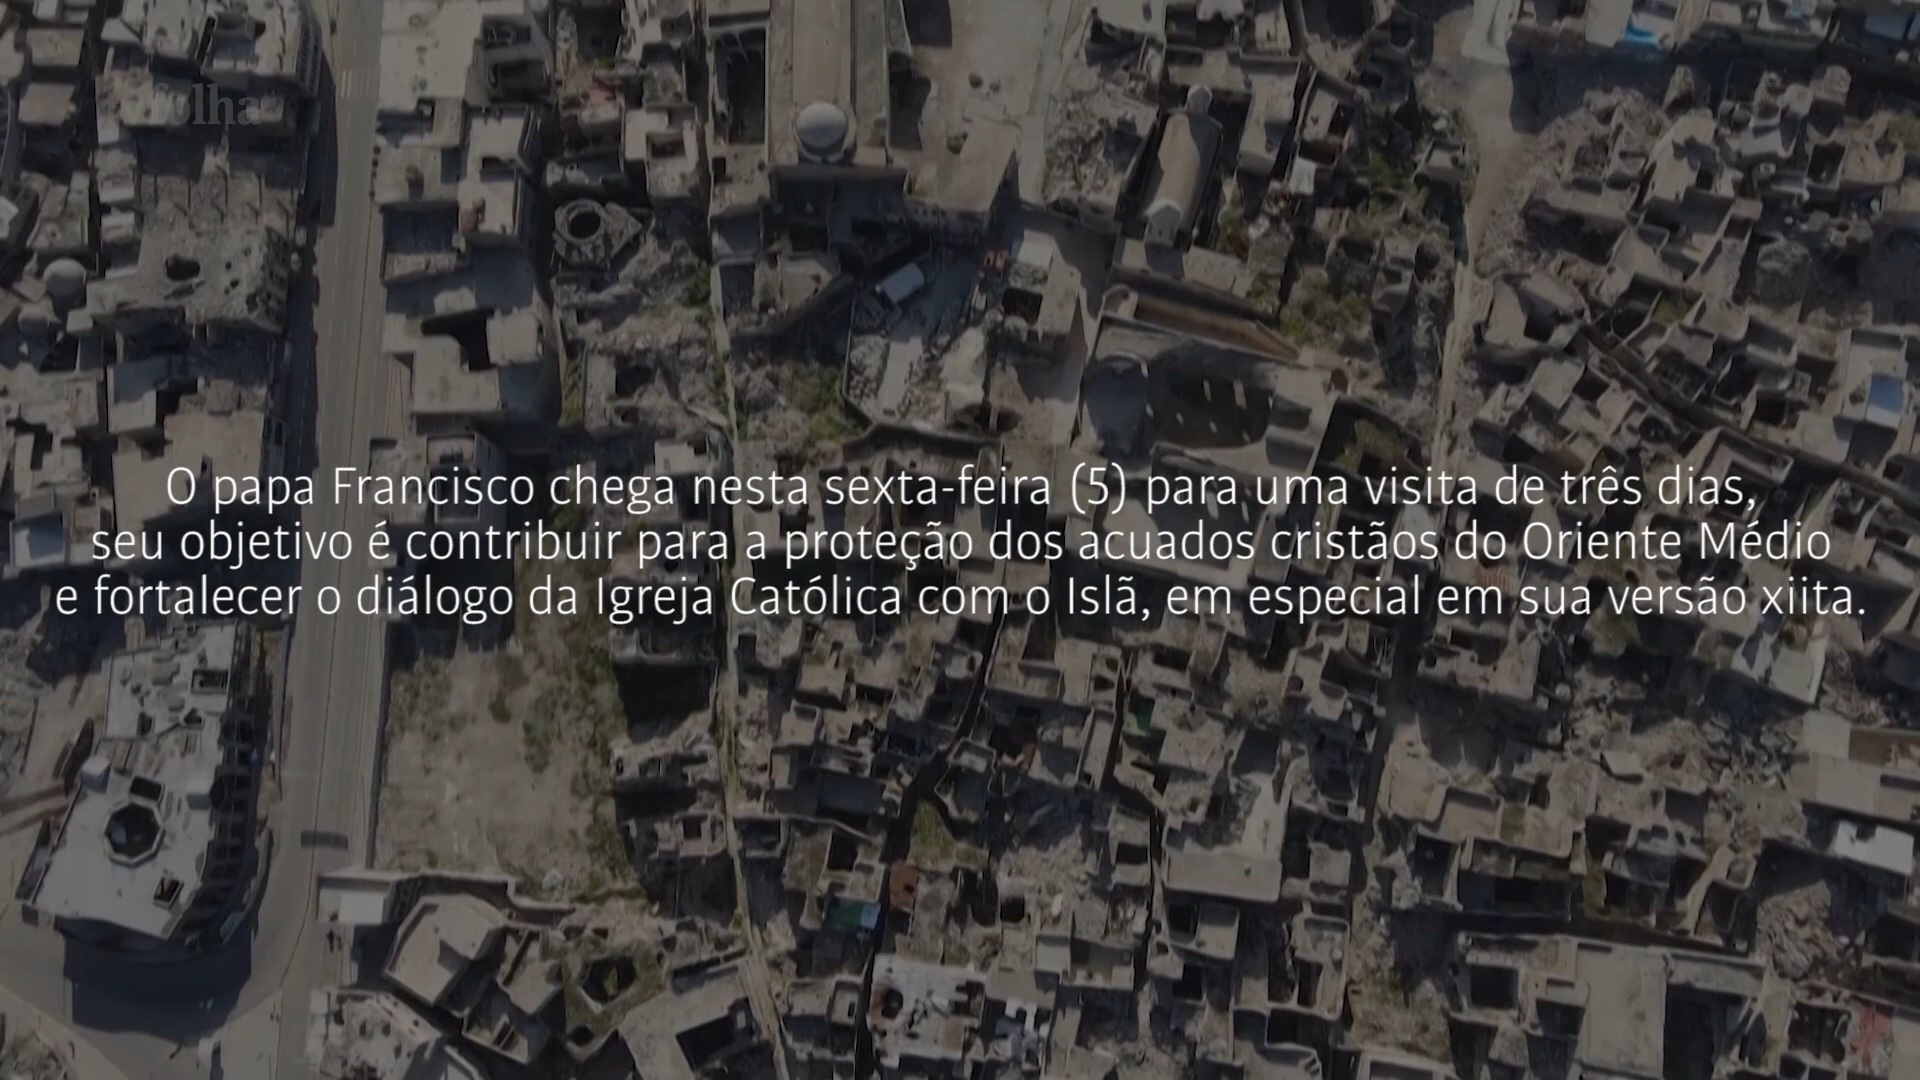 folha
O papa Francisco chega nesta sexta-feira (5) para uma visita de três dias,
seu objetivo é contribuir para a proteção dos acuados cristãos do Oriente Médio
e fortalecer o diálogo da Igreja Católica com o Islã, em especial em sua versão xiita.